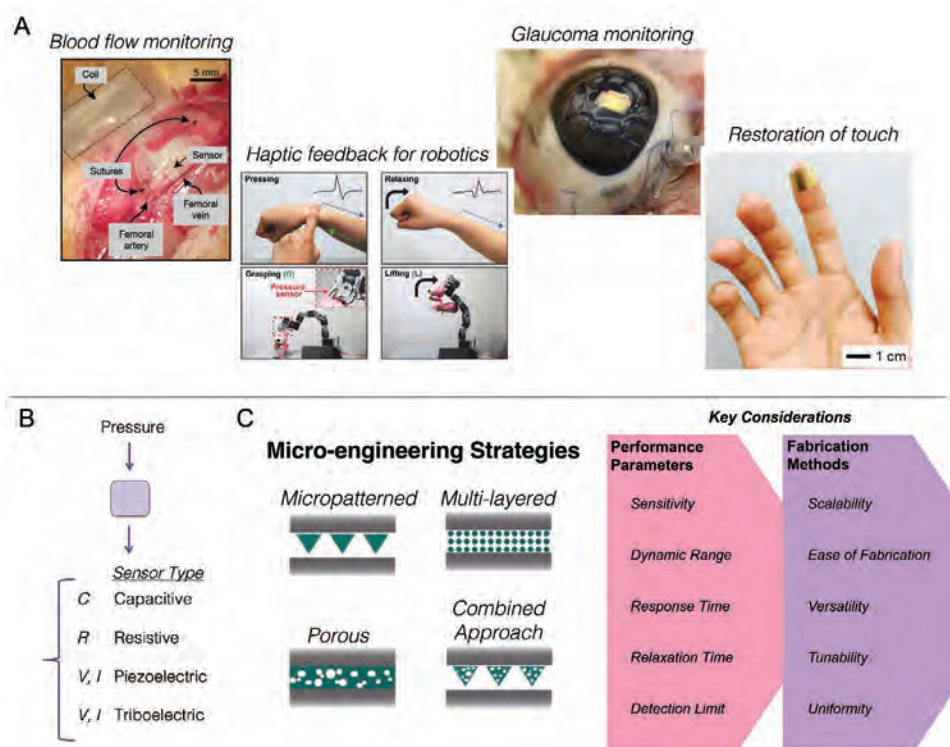 A
Blood flow monitoring
Coil
5 mm
Sutures
Sensor
Femoral
vein
Femoral
artery
Haptic feedback for robotics
Pressing
Relaxing
Grasping (G)
Pressure
sensor
Lifting (L)
Glaucoma monitoring
Restoration of touch
1 cm
B
Pressure
Sensor Type
C Capacitive
R Resistive
V, I Piezoelectric
V, I Triboelectric
C
Micro-engineering Strategies
Micropatterned
Multi-layered
Porous
Combined
Approach
Key Considerations
Performance
Parameters
Sensitivity
Dynamic Range
Response Time
Relaxation Time
Detection Limit
Fabrication
Methods
Scalability
Ease of Fabrication
Versatility
Tunability
Uniformity